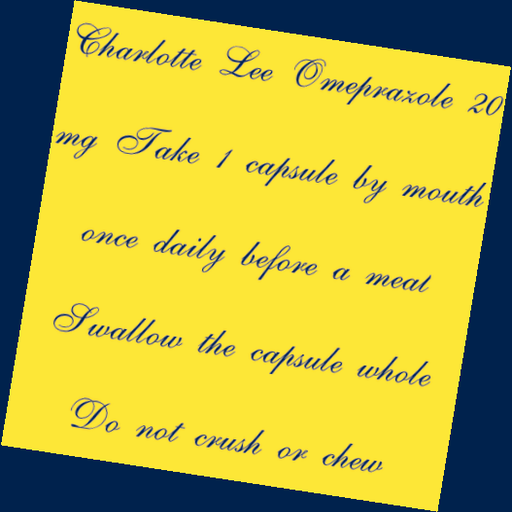 Charlotte Lee Omeprazole 20
mg Take 1 capsule by mouth
once daily before a meal
Swallow the capsule whole
Do not crush or chew